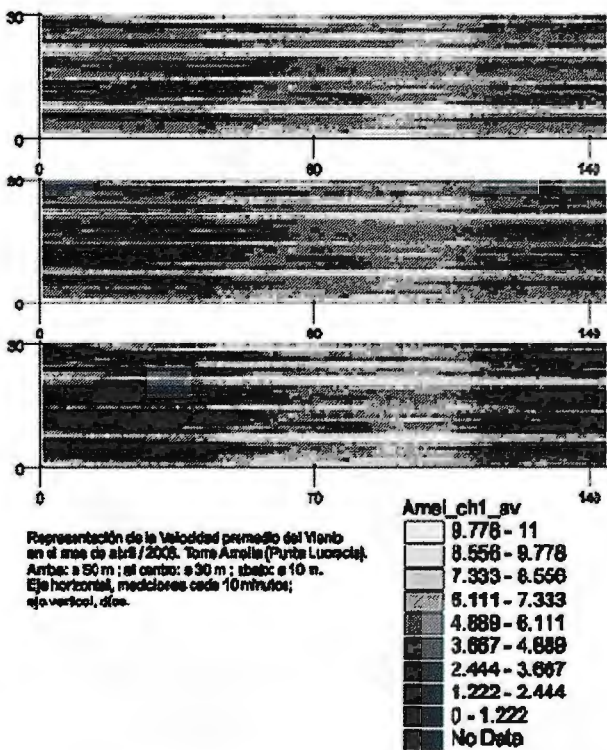 30
0
0
60
140
30
0
0
60
140
30
0
0
70
140
Representación de la Velocidad promedio del Viento
en el mes de abril / 2006. Torre Amelia (Punta Lucrecia).
Arriba: a 50 m ; al centro: a 30 m ; abajo: a 10 m.
Eje horizontal, mediciones cada 10 minutos;
eje vertical, días.
Amel_ch1_av
9.778 - 11
8.556 - 9.778
7.333 - 8.556
6.111 - 7.333
4.889 - 6.111
3.667 - 4.889
2.444 - 3.667
1.222 - 2.444
0 - 1.222
No Data